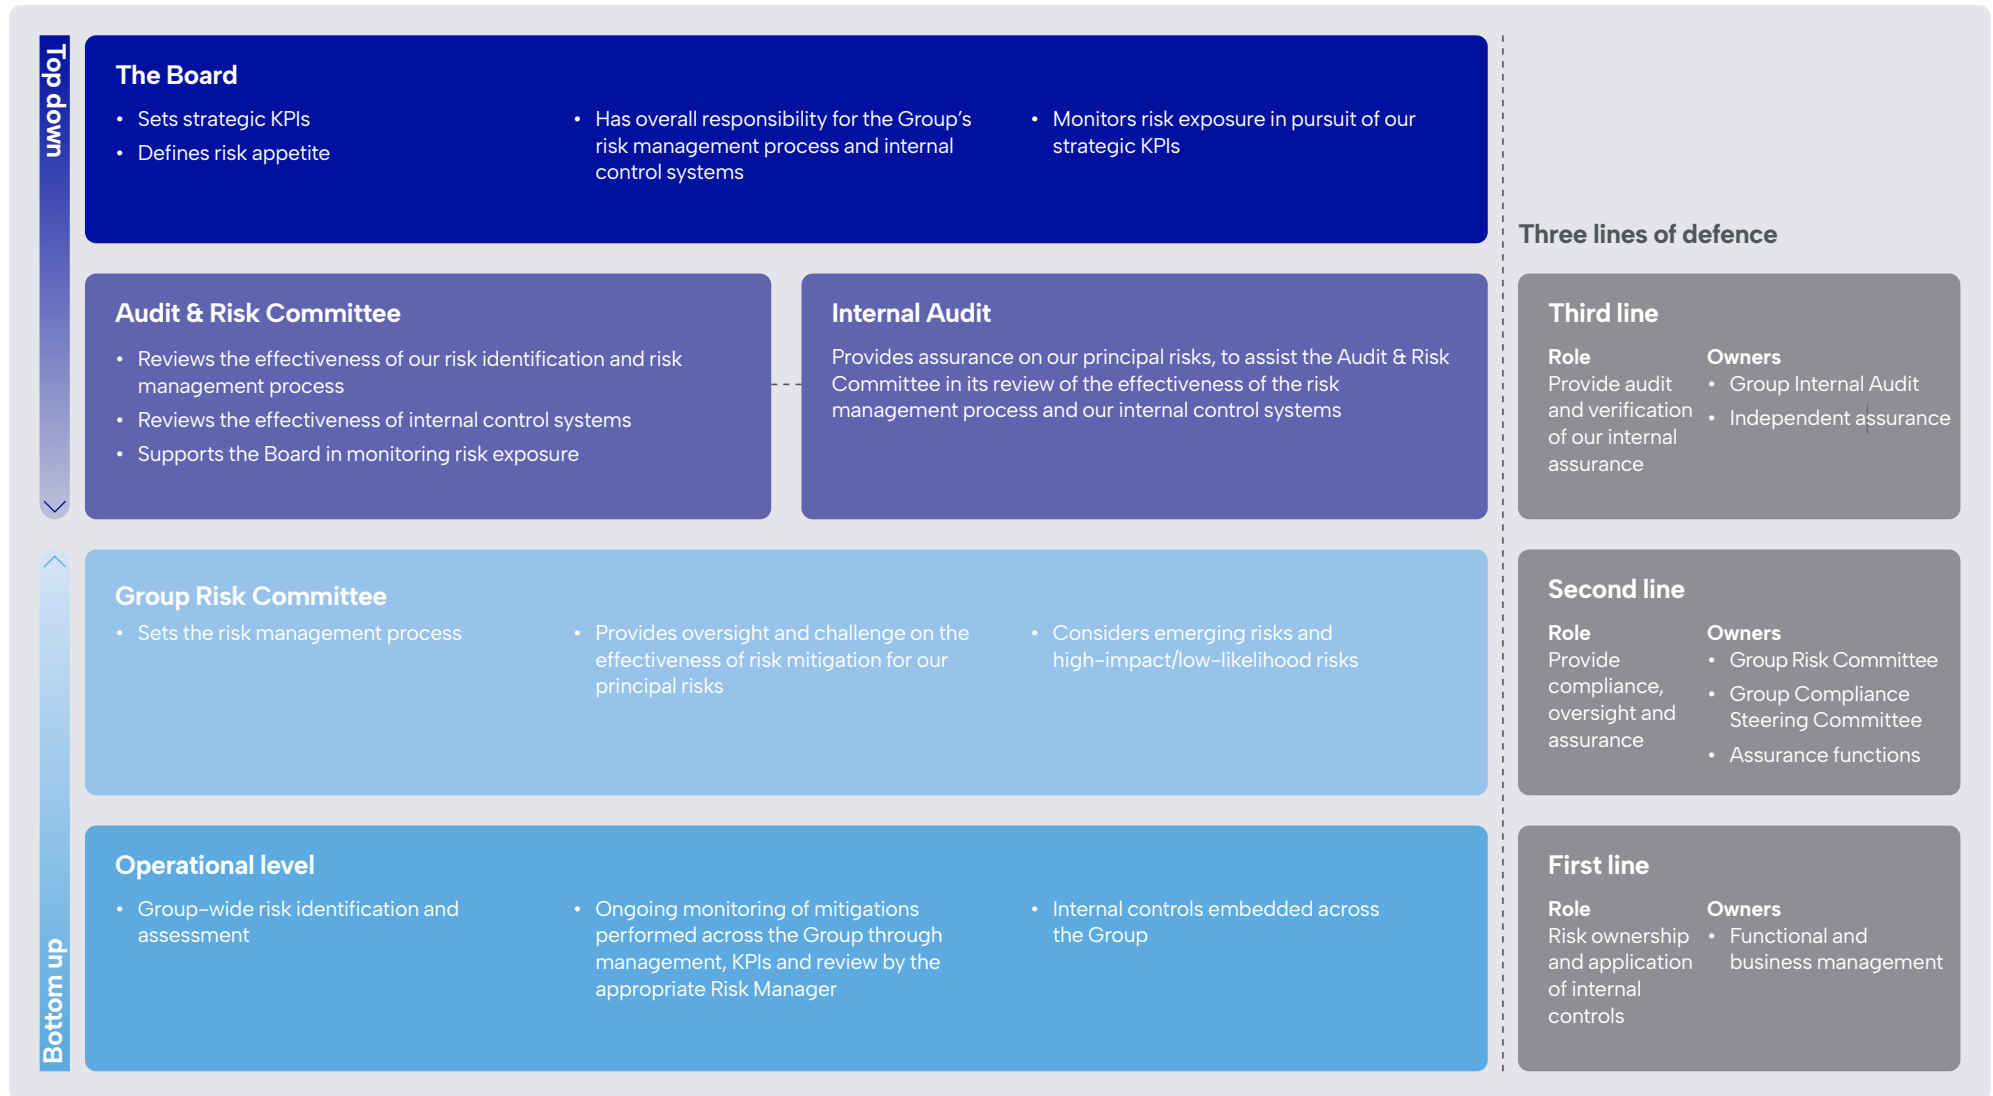 Top down
The Board
• Sets strategic KPIs
• Defines risk appetite
• Has overall responsibility for the Group’s
risk management process and internal
control systems
• Monitors risk exposure in pursuit of our
strategic KPIs
Three lines of defence
Audit & Risk Committee
• Reviews the effectiveness of our risk identification and risk
management process
• Reviews the effectiveness of internal control systems
• Supports the Board in monitoring risk exposure
Internal Audit
Provides assurance on our principal risks, to assist the Audit & Risk
Committee in its review of the effectiveness of the risk
management process and our internal control systems
Third line
Role
Provide audit
and verification
of our internal
assurance
Owners
• Group Internal Audit
• Independent assurance
Bottom up
Group Risk Committee
• Sets the risk management process
• Provides oversight and challenge on the
effectiveness of risk mitigation for our
principal risks
• Considers emerging risks and
high-impact/low-likelihood risks
Second line
Role
Provide
compliance,
oversight and
assurance
Owners
• Group Risk Committee
• Group Compliance
Steering Committee
• Assurance functions
Operational level
• Group-wide risk identification and
assessment
• Ongoing monitoring of mitigations
performed across the Group through
management, KPIs and review by the
appropriate Risk Manager
• Internal controls embedded across
the Group
First line
Role
Risk ownership
and application
of internal
controls
Owners
• Functional and
business management